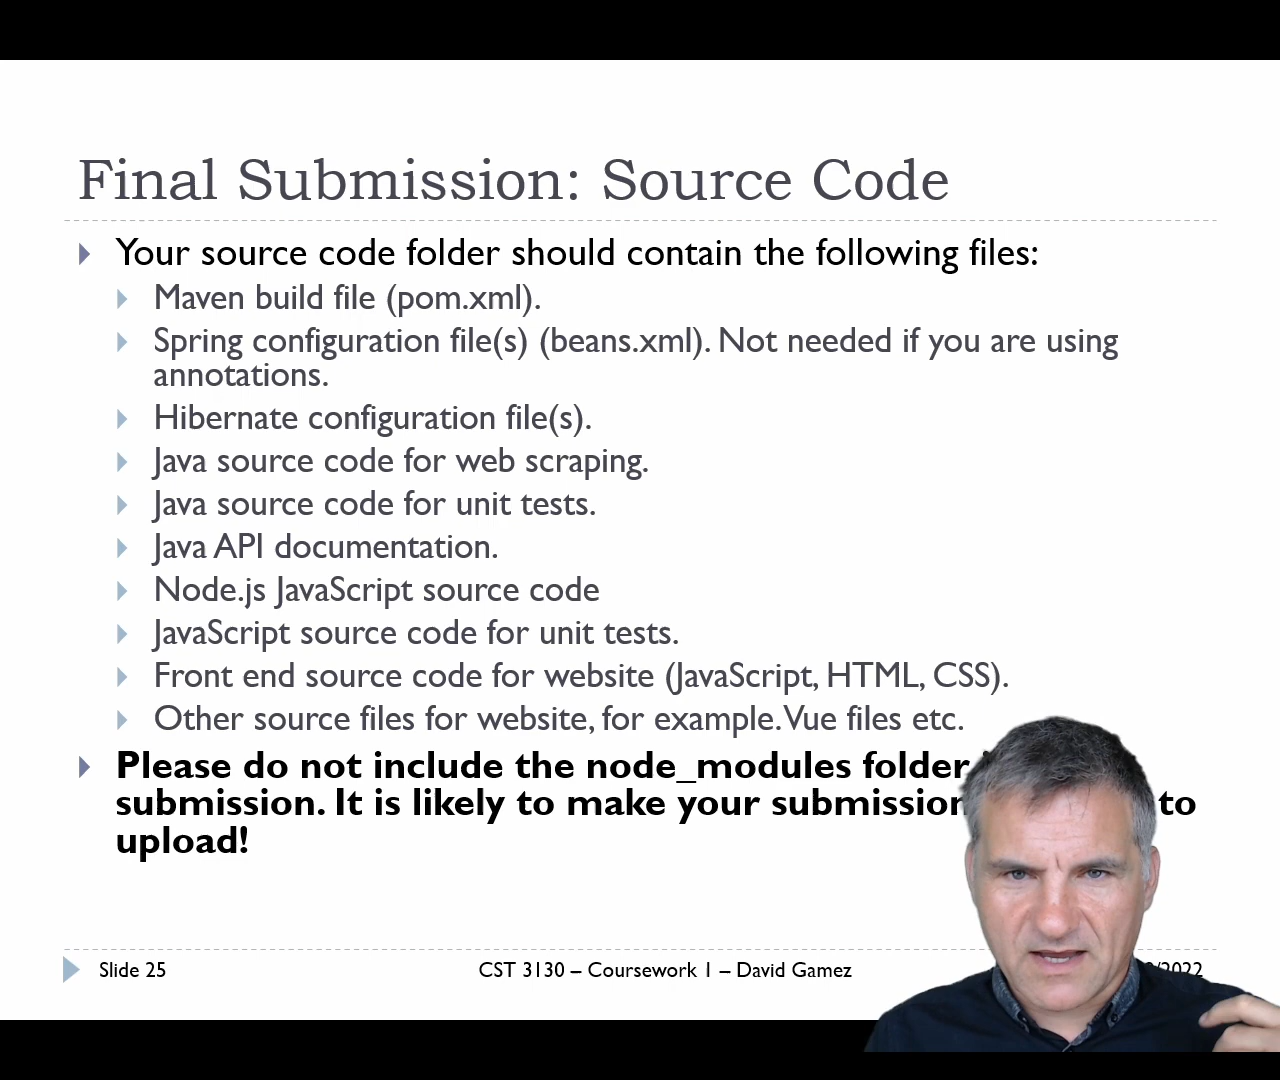 Final Submission: Source Code
Your source code folder should contain the following files:
Maven build file (pom.xml).
Spring configuration file(s) (beans.xml). Not needed if you are using
annotations.
Hibernate configuration file(s).
Java source code for web scraping.
Java source code for unit tests.
Java API documentation.
Node.js JavaScript source code
JavaScript source code for unit tests.
Front end source code for website (JavaScript, HTML, CSS).
Other source files for website, for example. Vue files etc.
Please do not include the node_modules folder
submission. It is likely to make your submission to
upload!
Slide 25
CST 3130 – Coursework 1 – David Gamez
/2022